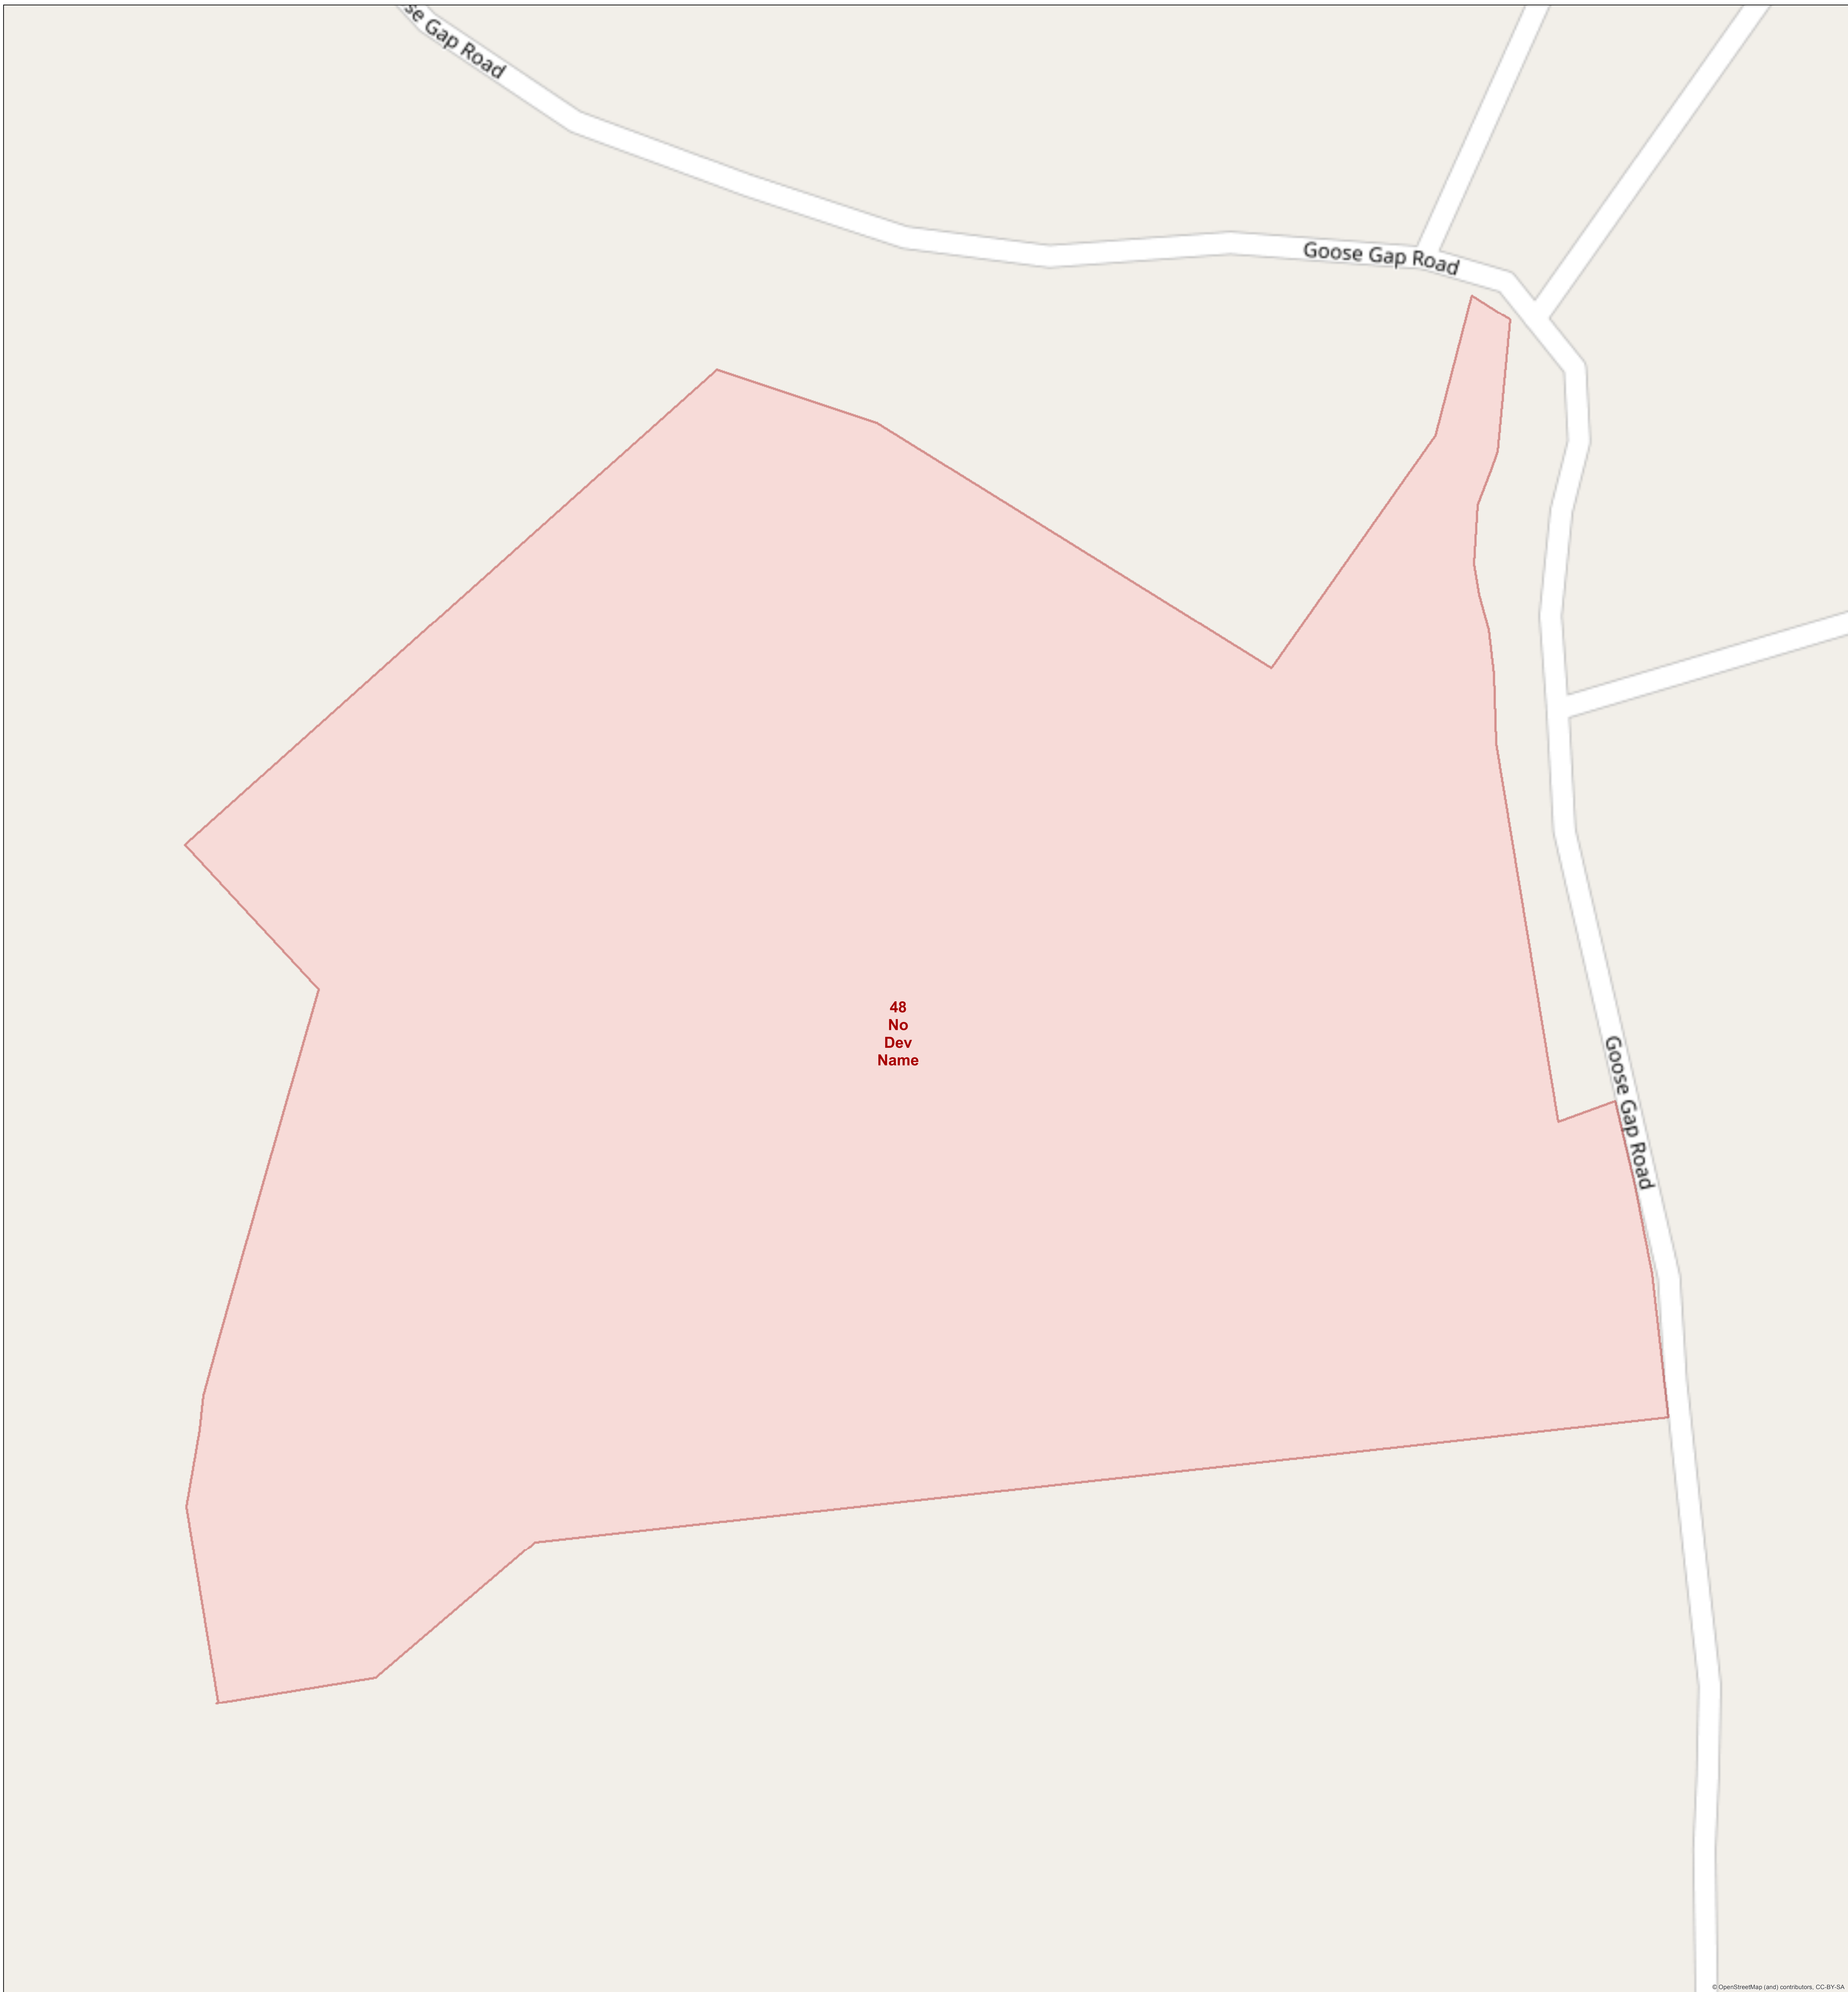 se Gap Road
Goose Gap Road
48
No
Dev
Name
Goose Gap Road
© OpenStreetMap (and) contributors, CC-BY-SA